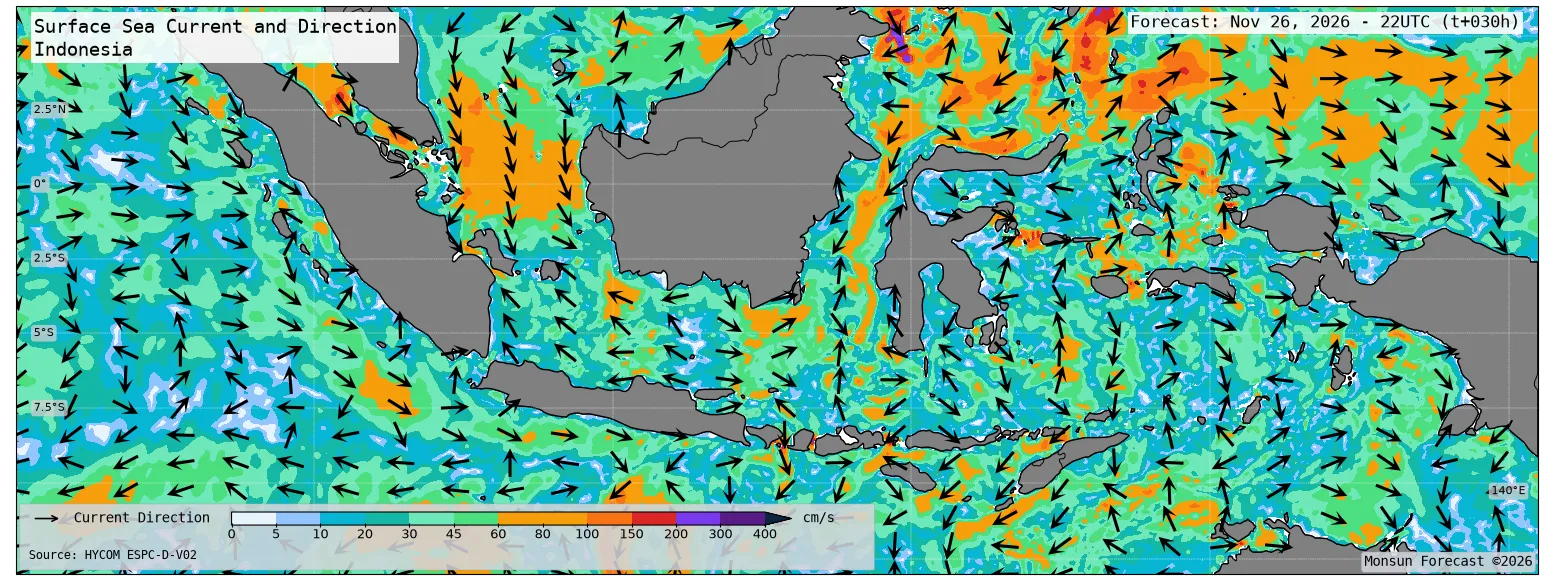 Surface Sea Current and Direction
Indonesia
Forecast: Nov 26, 2026 - 22UTC (t+030h)
2.5°N
0°
2.5°S
5°S
7.5°S
140°E
Current Direction
0 5 10 20 30 45 60 80 100 150 200 300 400 cm/s
Source: HYCOM ESPC-D-V02
Monsun Forecast ©2026